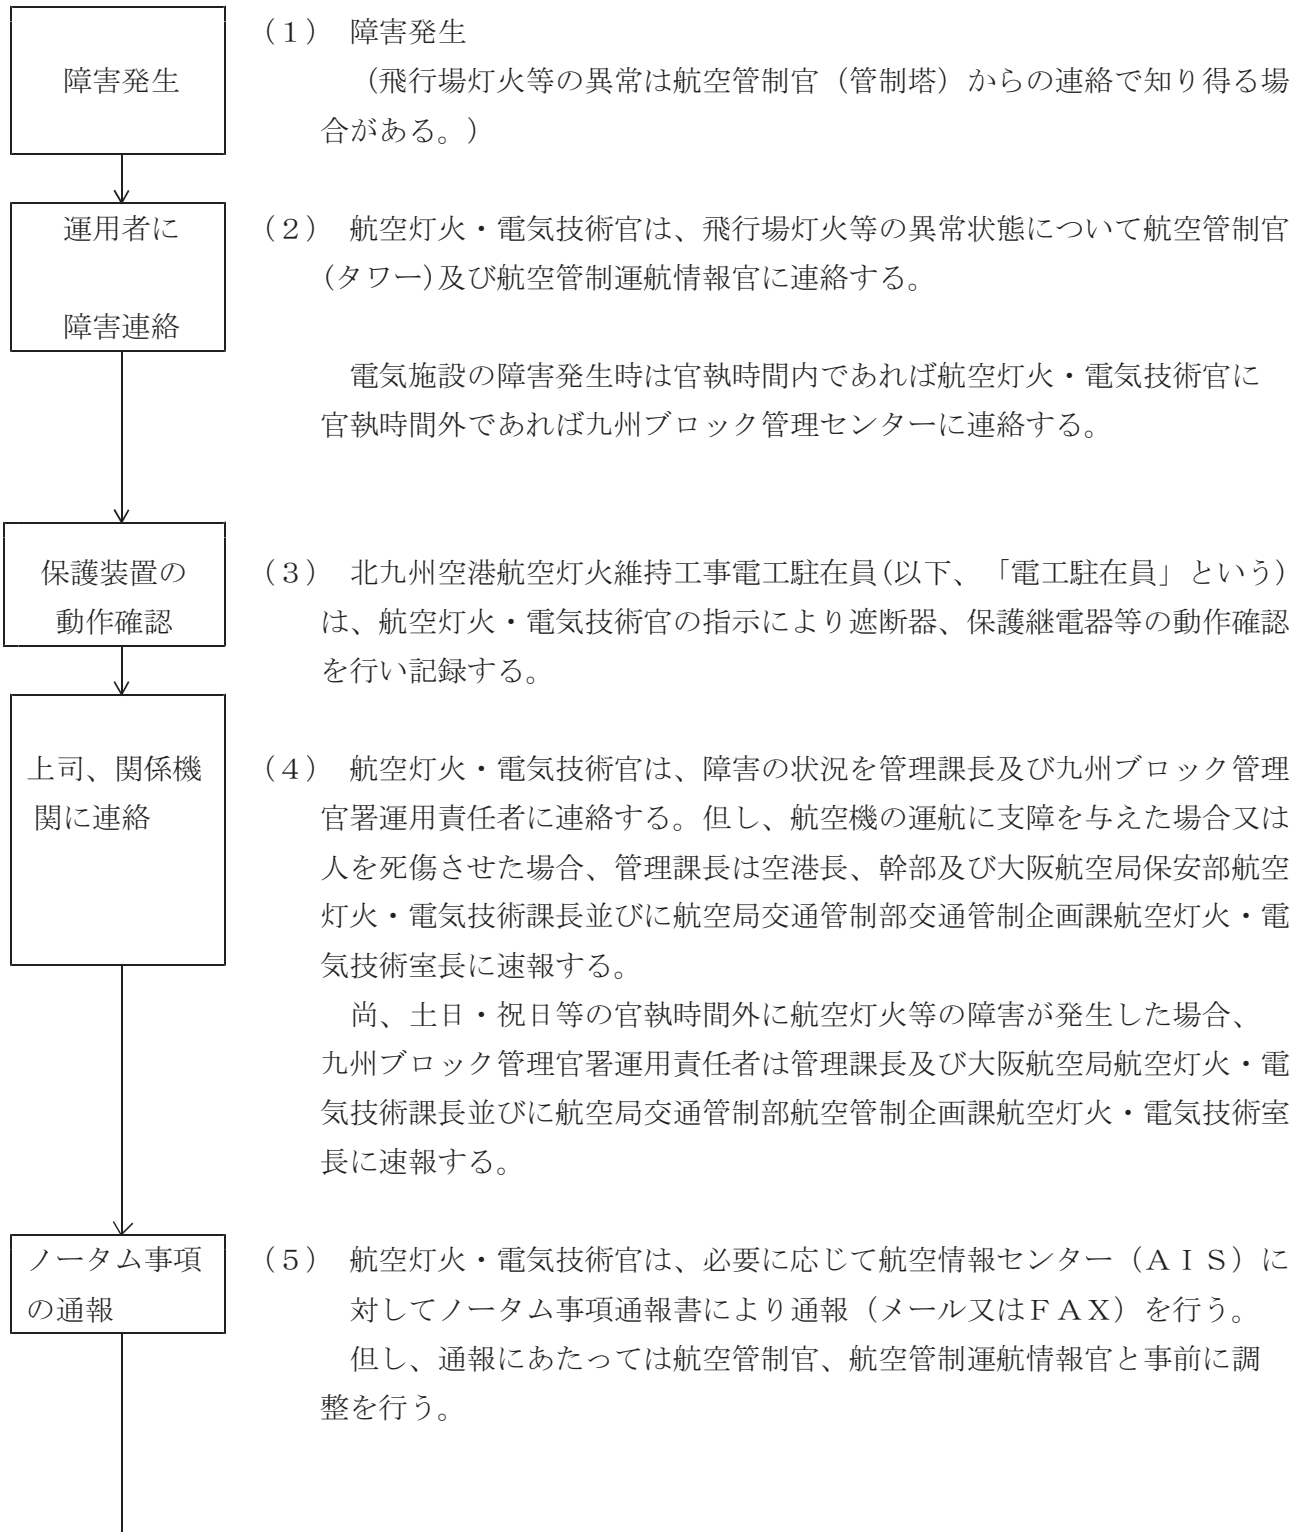 障害発生
（１） 障害発生
（飛行場灯火等の異常は航空管制官（管制塔）からの連絡で知り得る場
合がある。）
運用者に
障害連絡
（２） 航空灯火・電気技術官は、飛行場灯火等の異常状態について航空管制官
(タワー)及び航空管制運航情報官に連絡する。
電気施設の障害発生時は官執時間内であれば航空灯火・電気技術官に
官執時間外であれば九州ブロック管理センターに連絡する。
保護装置の
動作確認
（３） 北九州空港航空灯火維持工事電工駐在員(以下、「電工駐在員」という)
は、航空灯火・電気技術官の指示により遮断器、保護継電器等の動作確認
を行い記録する。
上司、関係機
関に連絡
（４） 航空灯火・電気技術官は、障害の状況を管理課長及び九州ブロック管理
官署運用責任者に連絡する。但し、航空機の運航に支障を与えた場合又は
人を死傷させた場合、管理課長は空港長、幹部及び大阪航空局保安部航空
灯火・電気技術課長並びに航空局交通管制部交通管制企画課航空灯火・電
気技術室長に速報する。
尚、土日・祝日等の官執時間外に航空灯火等の障害が発生した場合、
九州ブロック管理官署運用責任者は管理課長及び大阪航空局航空灯火・電
気技術課長並びに航空局交通管制部航空管制企画課航空灯火・電気技術室
長に速報する。
ノータム事項
の通報
（５） 航空灯火・電気技術官は、必要に応じて航空情報センター（ＡＩＳ）に
対してノータム事項通報書により通報（メール又はＦＡＸ）を行う。
但し、通報にあたっては航空管制官、航空管制運航情報官と事前に調
整を行う。